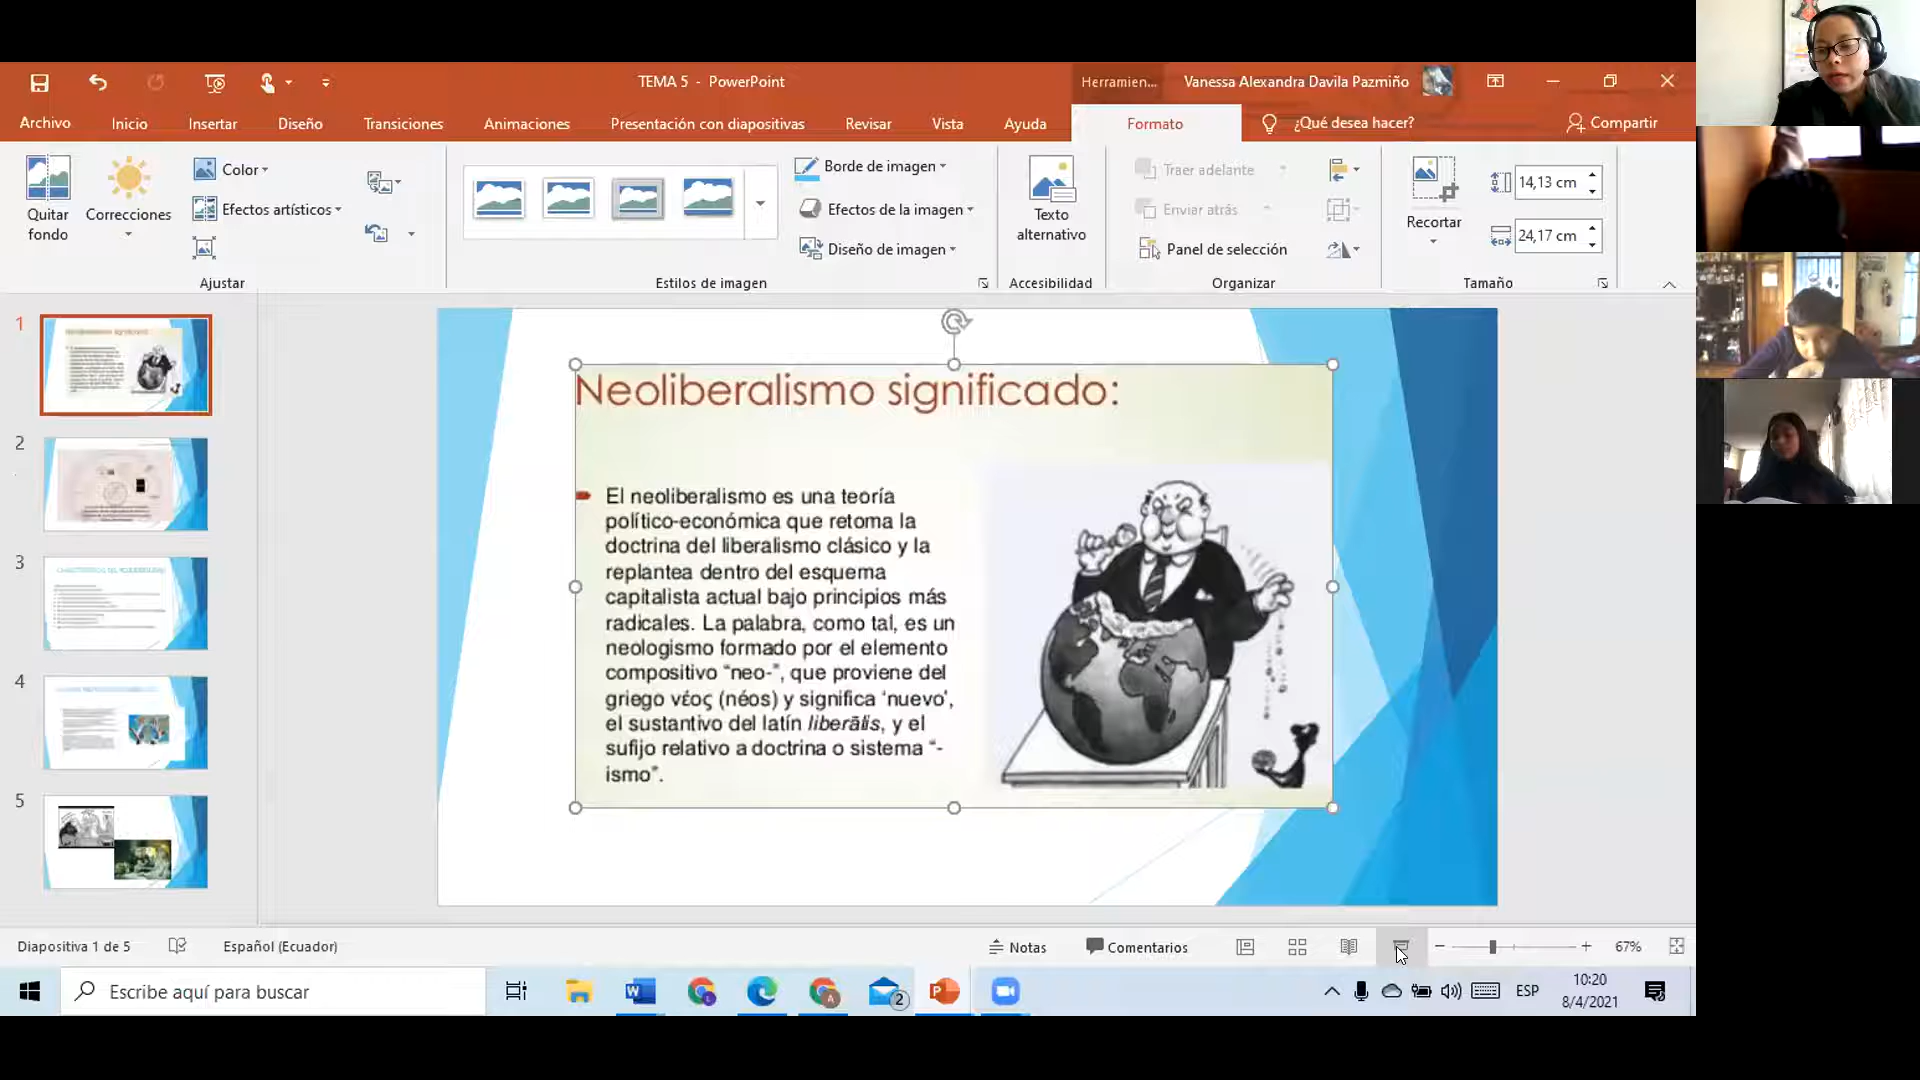 TEMA 5 - PowerPoint
Herramien...
Vanessa Alexandra Davila Pazmiño
Archivo
Inicio
Insertar
Diseño
Transiciones
Animaciones
Presentación con diapositivas
Revisar
Vista
Ayuda
Formato
¿Qué desea hacer?
Compartir
Quitar
fondo
Correcciones
Color
Efectos artísticos
Ajustar
Borde de imagen
Efectos de la imagen
Diseño de imagen
Estilos de imagen
Texto
alternativo
Accesibilidad
Traer adelante
Enviar atrás
Panel de selección
Organizar
Recortar
14,13 cm
24,17 cm
Tamaño
1
2
3
4
5
Neoliberalismo significado:
El neoliberalismo es una teoría
político-económica que retoma la
doctrina del liberalismo clásico y la
replantea dentro del esquema
capitalista actual bajo principios más
radicales. La palabra, como tal, es un
neologismo formado por el elemento
compositivo “neo-”, que proviene del
griego νέος (néos) y significa ‘nuevo’,
el sustantivo del latín liberālis, y el
sufijo relativo a doctrina o sistema “-
ismo”.
Diapositiva 1 de 5
Español (Ecuador)
Notas
Comentarios
67%
Escribe aquí para buscar
2
ESP
10:20
8/4/2021